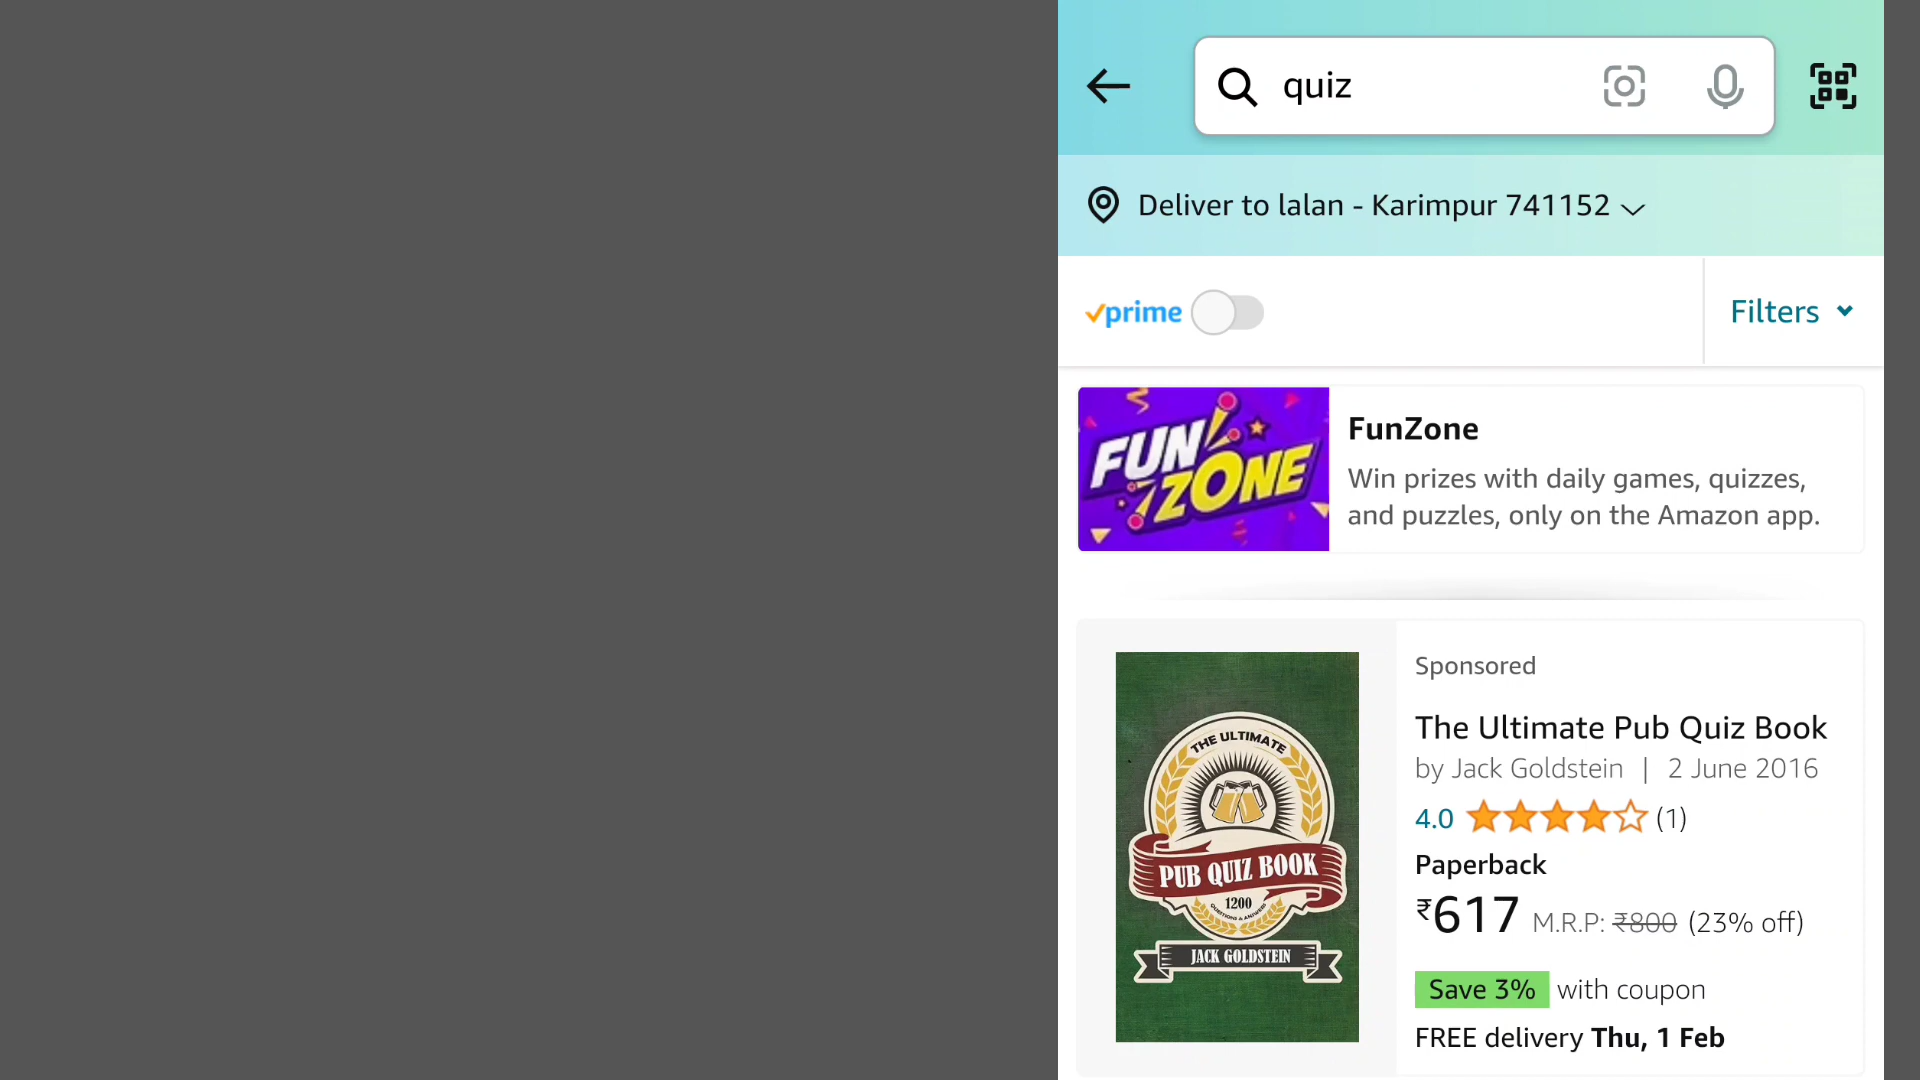 quiz
Deliver to lalan - Karimpur 741152
prime
Filters
FUN
ZONE
FunZone
Win prizes with daily games, quizzes,
and puzzles, only on the Amazon app.
Sponsored
THE ULTIMATE
PUB QUIZ BOOK
1200
QUESTIONS & ANSWERS
JACK GOLDSTEIN
The Ultimate Pub Quiz Book
by Jack Goldstein | 2 June 2016
4.0 (1)
Paperback
₹617 M.R.P: ₹800 (23% off)
Save 3% with coupon
FREE delivery Thu, 1 Feb